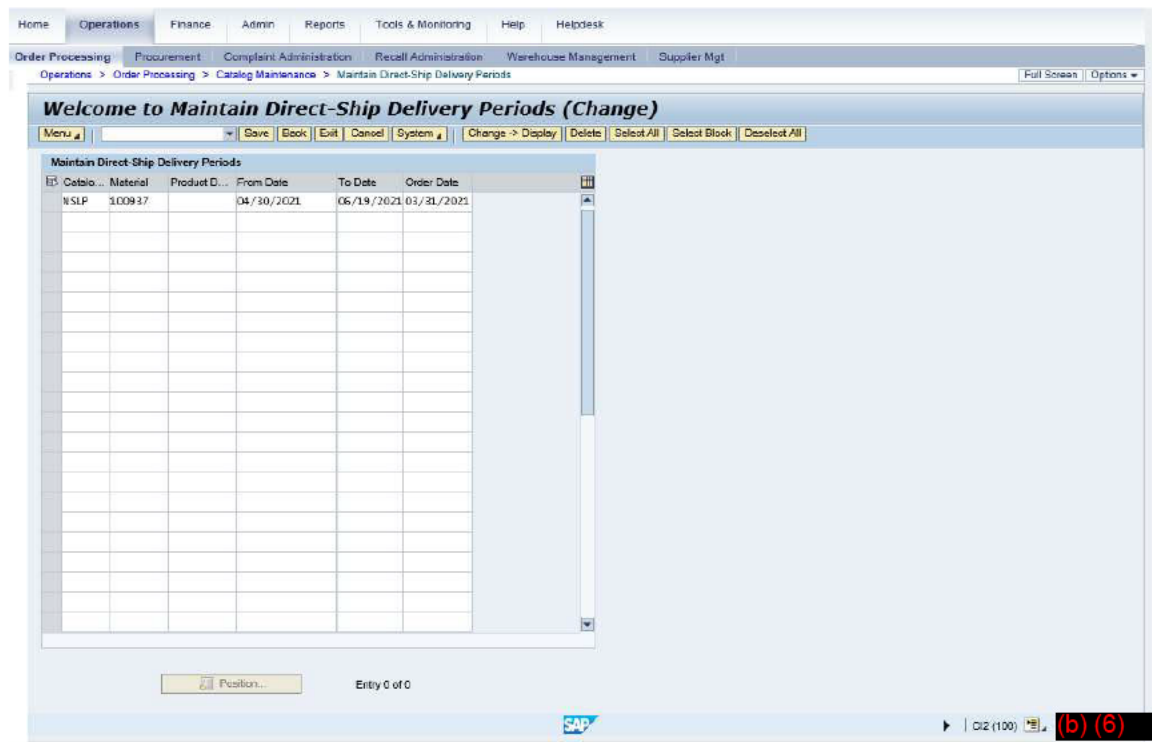 Home Operations Finance Admin Reports Tools & Monitoring Help Helpdesk
Order Processing Procurement Complaint Administration Recall Administration Warehouse Management Supplier Mgt
Operations > Order Processing > Catalog Maintenance > Maintain Direct-Ship Delivery Periods Full Screen Options
Welcome to Maintain Direct-Ship Delivery Periods (Change)
Menu Save Back Exit Cancel System Change -> Display Delete Select All Select Block Deselect All
Maintain Direct-Ship Delivery Periods
Catalo... Material Product D... From Date To Date Order Date
NSLP 100937 04/30/2021 06/19/2021 03/31/2021
Position... Entry 0 of 0
SAP CI2 (100) (b) (6)